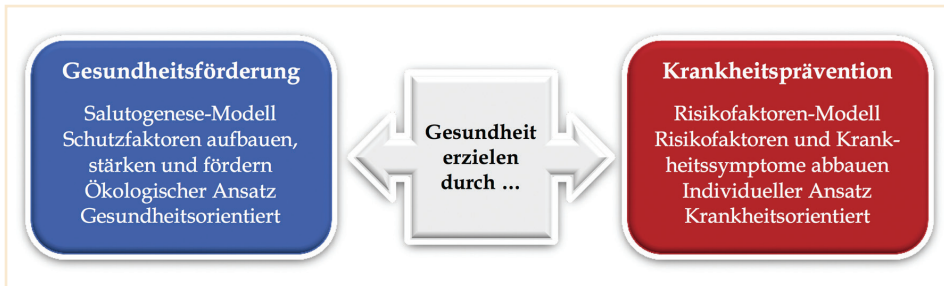 Gesundheitsförderung
Salutogenese-Modell
Schutzfaktoren aufbauen,
stärken und fördern
Ökologischer Ansatz
Gesundheitsorientiert
Gesundheit
erzielen
durch ...
Krankheitsprävention
Risikofaktoren-Modell
Risikofaktoren und Krank-
heitssymptome abbauen
Individueller Ansatz
Krankheitsorientiert